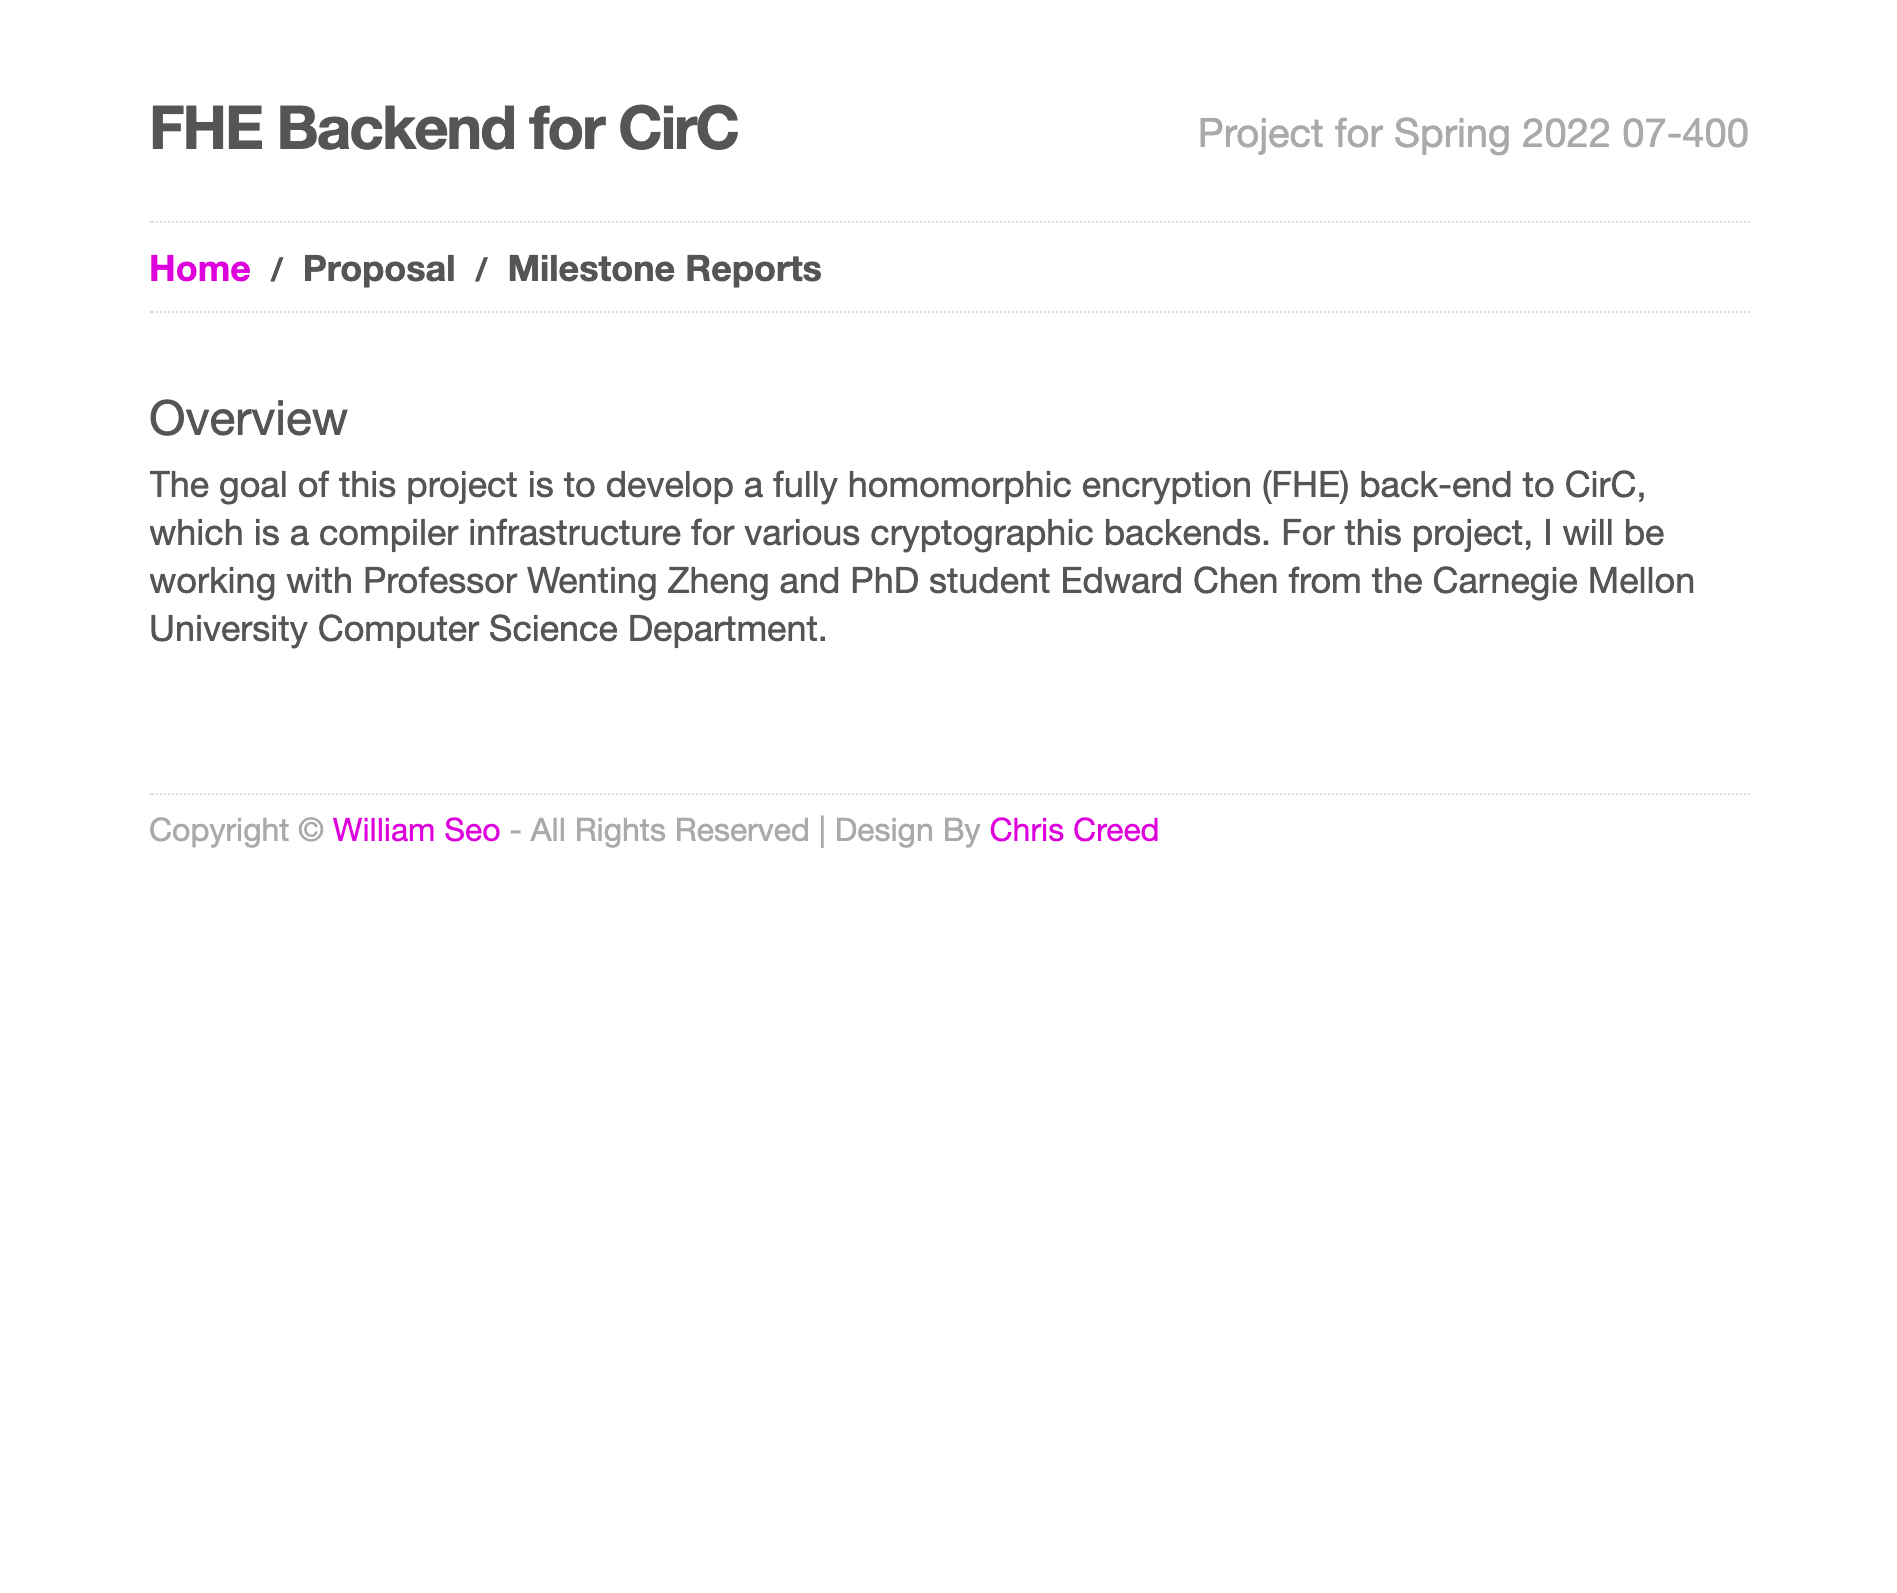 FHE Backend for CirC
Project for Spring 2022 07-400
Home / Proposal / Milestone Reports
Overview
The goal of this project is to develop a fully homomorphic encryption (FHE) back-end to CirC,
which is a compiler infrastructure for various cryptographic backends. For this project, I will be
working with Professor Wenting Zheng and PhD student Edward Chen from the Carnegie Mellon
University Computer Science Department.
Copyright © William Seo - All Rights Reserved | Design By Chris Creed